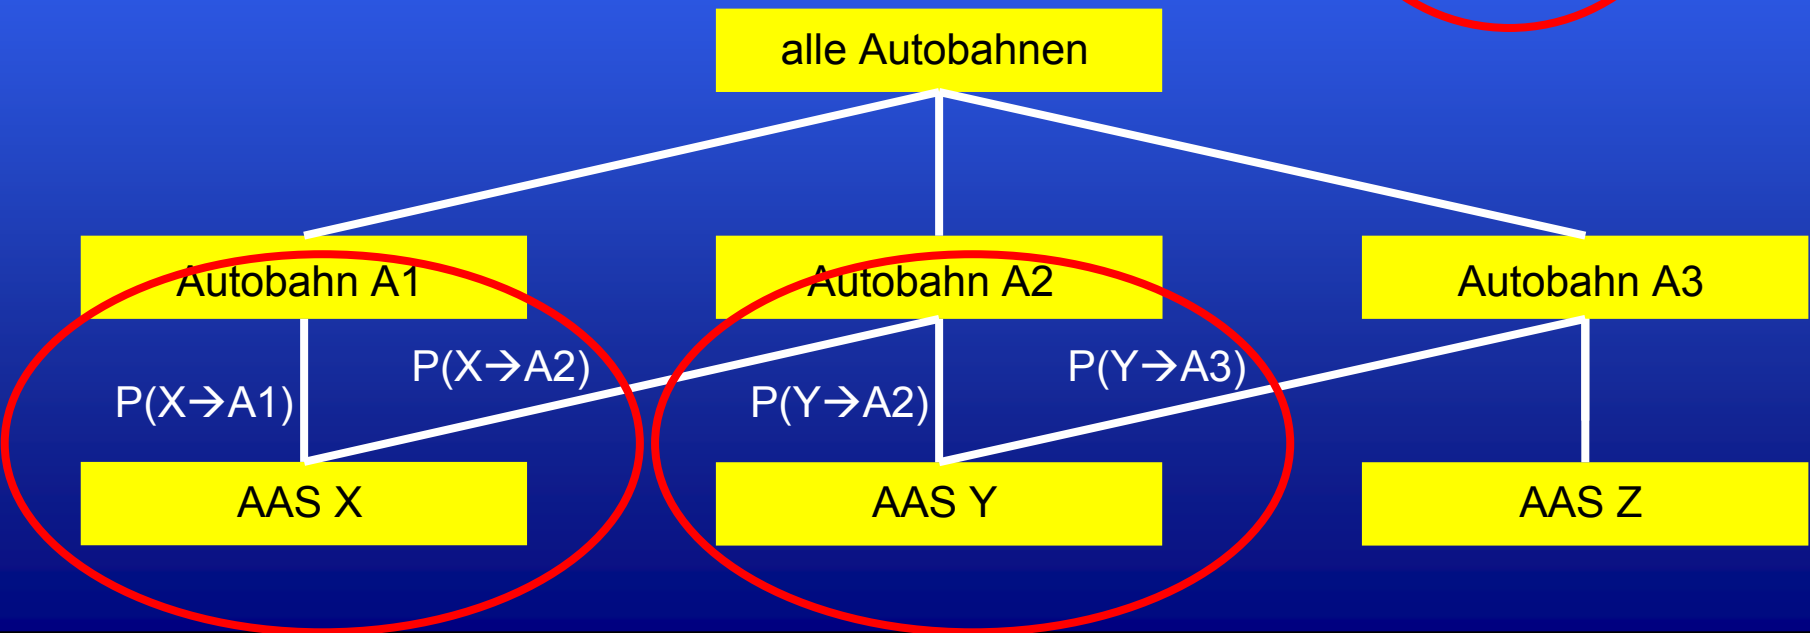 alle Autobahnen
Autobahn A1
Autobahn A2
Autobahn A3
P(X→A1)
P(X→A2)
P(Y→A2)
P(Y→A3)
AAS X
AAS Y
AAS Z